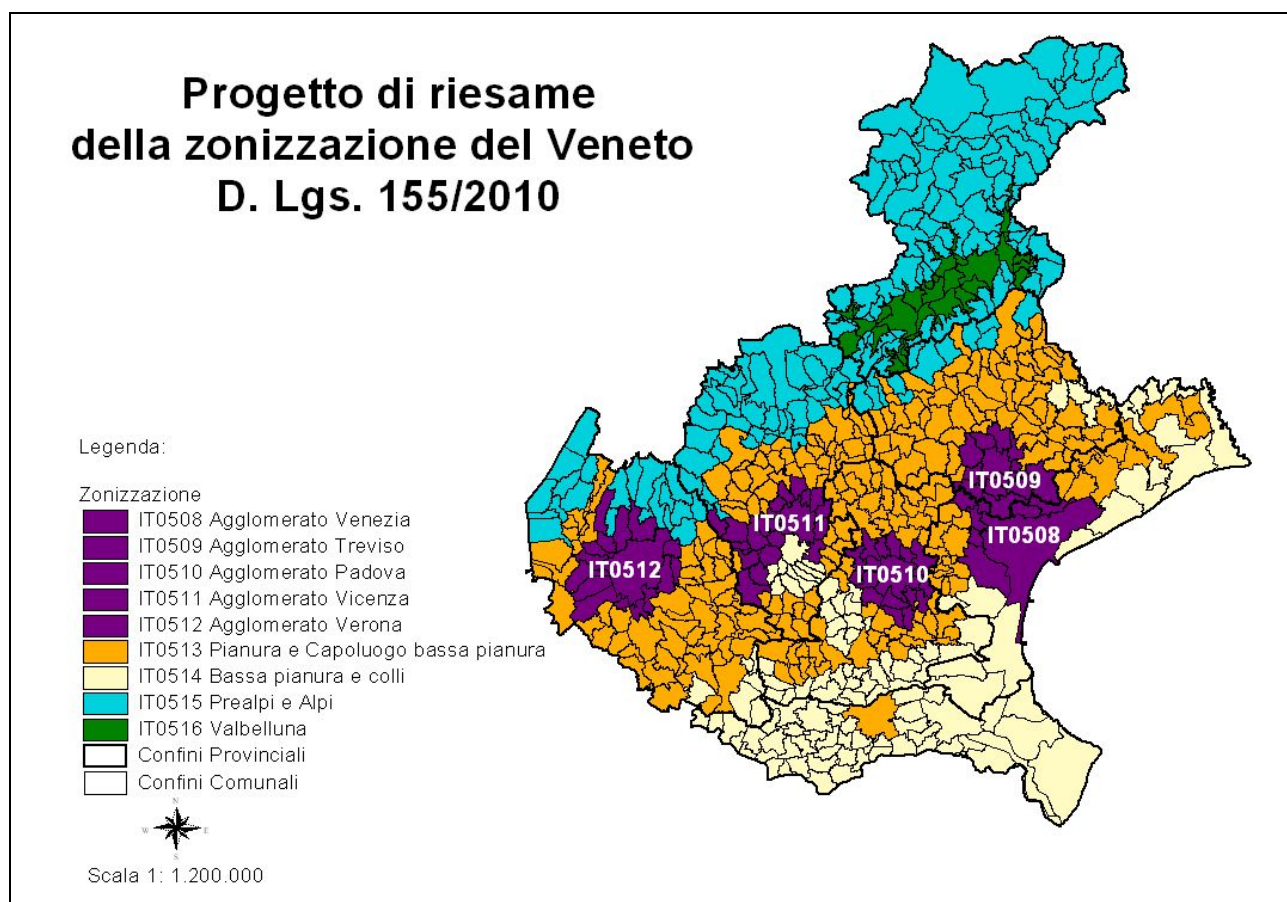 Progetto di riesame
della zonizzazione del Veneto
D. Lgs. 155/2010
Legenda:
Zonizzazione
IT0508 Agglomerato Venezia
IT0509 Agglomerato Treviso
IT0510 Agglomerato Padova
IT0511 Agglomerato Vicenza
IT0512 Agglomerato Verona
IT0513 Pianura e Capoluogo bassa pianura
IT0514 Bassa pianura e colli
IT0515 Prealpi e Alpi
IT0516 Valbelluna
Confini Provinciali
Confini Comunali
N
W E
S
Scala 1: 1.200.000
IT0509
IT0511
IT0508
IT0512
IT0510